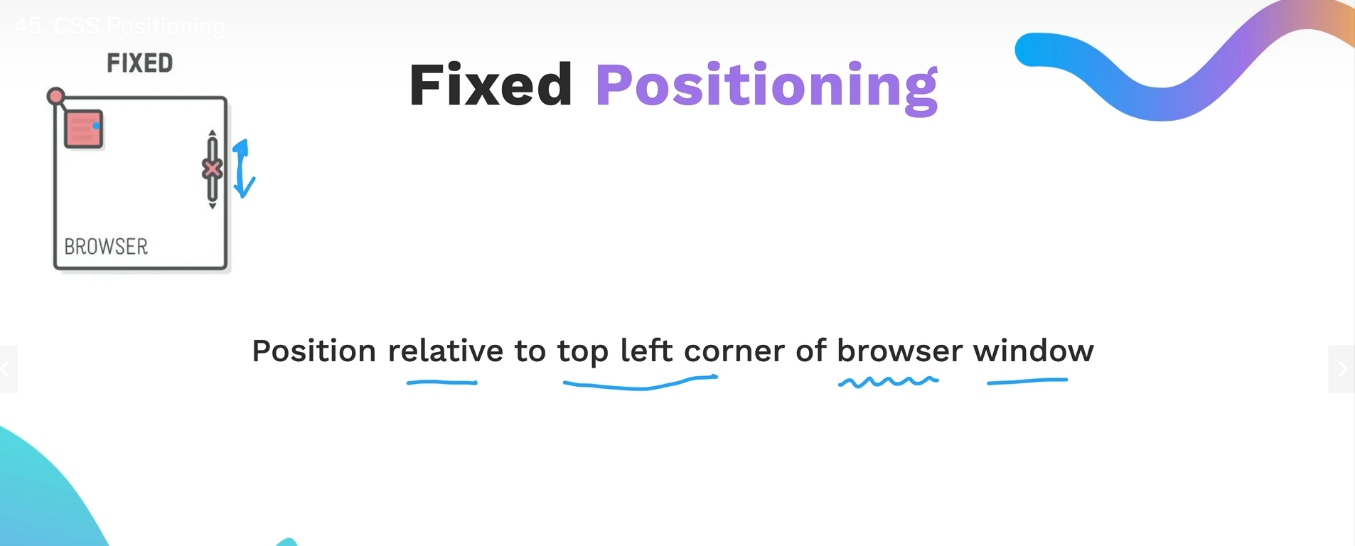 45. CSS Positioning
FIXED
Fixed Positioning
BROWSER
Position relative to top left corner of browser window